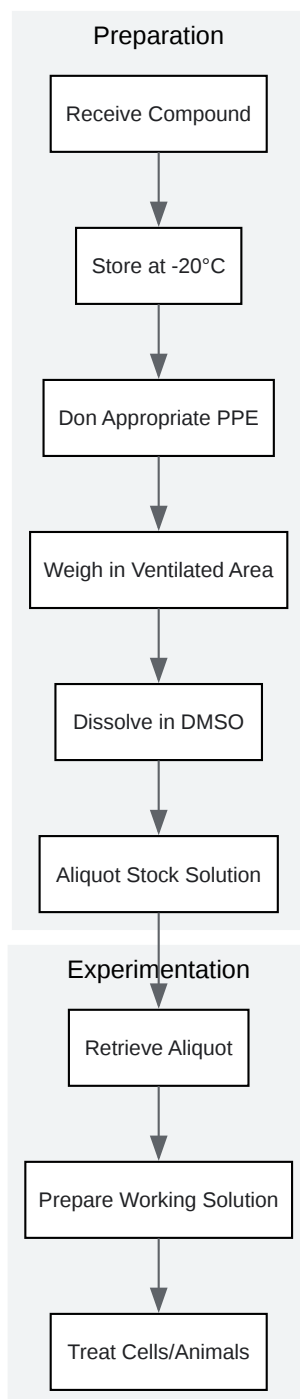 Preparation
Receive Compound
Store at -20°C
Don Appropriate PPE
Weigh in Ventilated Area
Dissolve in DMSO
Aliquot Stock Solution
Experimentation
Retrieve Aliquot
Prepare Working Solution
Treat Cells/Animals